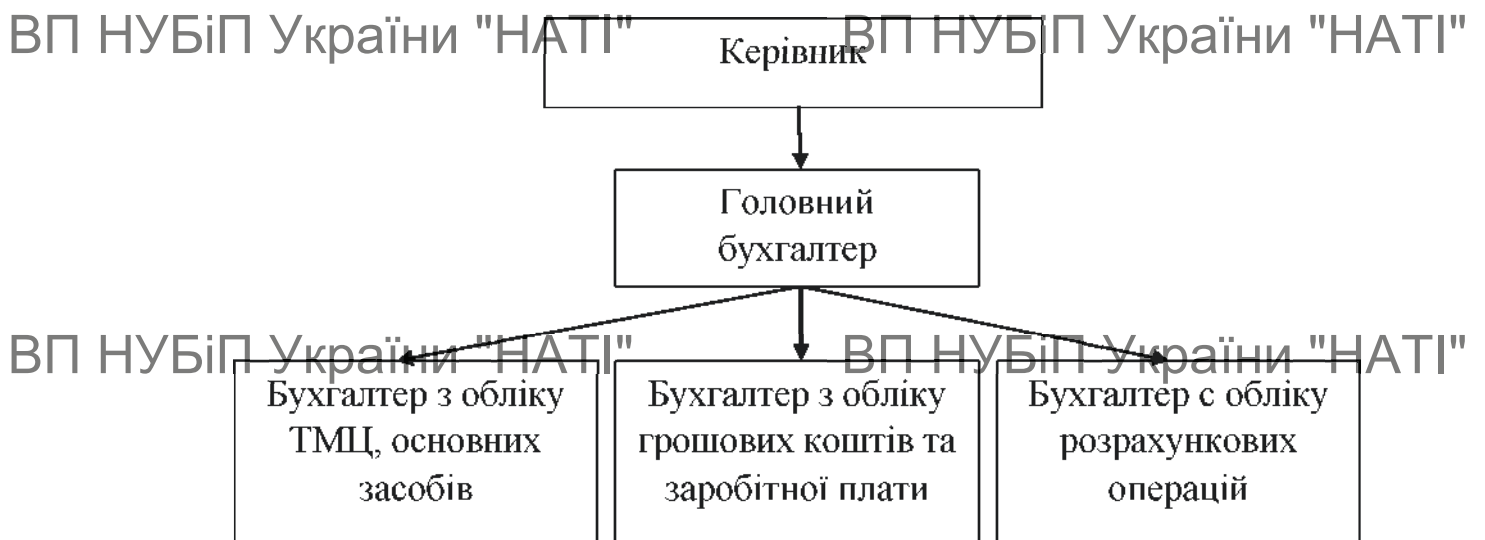 ВП НУБіП України "НАТІ" ВП НУБіП України "НАТІ"
Керівник
Головний
бухгалтер
ВП НУБіП України "НАТІ" ВП НУБіП України "НАТІ"
Бухгалтер з обліку
ТМЦ, основних
засобів
Бухгалтер з обліку
грошових коштів та
заробітної плати
Бухгалтер с обліку
розрахункових
операцій